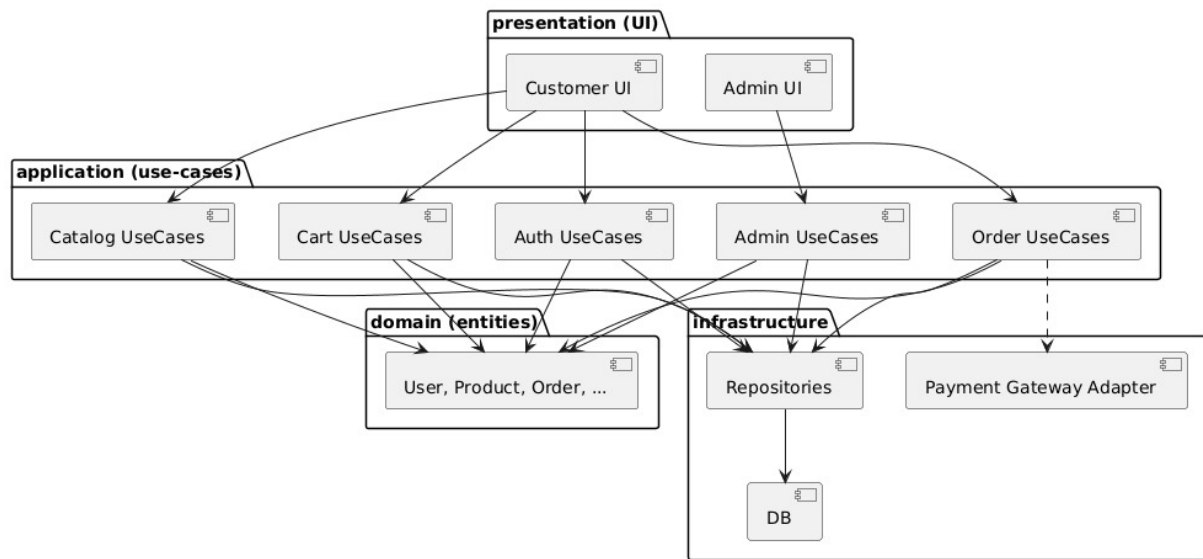 presentation (UI)
Customer UI
Admin UI
application (use-cases)
Catalog UseCases
Cart UseCases
Auth UseCases
Admin UseCases
Order UseCases
domain (entities)
User, Product, Order, ...
infrastructure
Repositories
Payment Gateway Adapter
DB